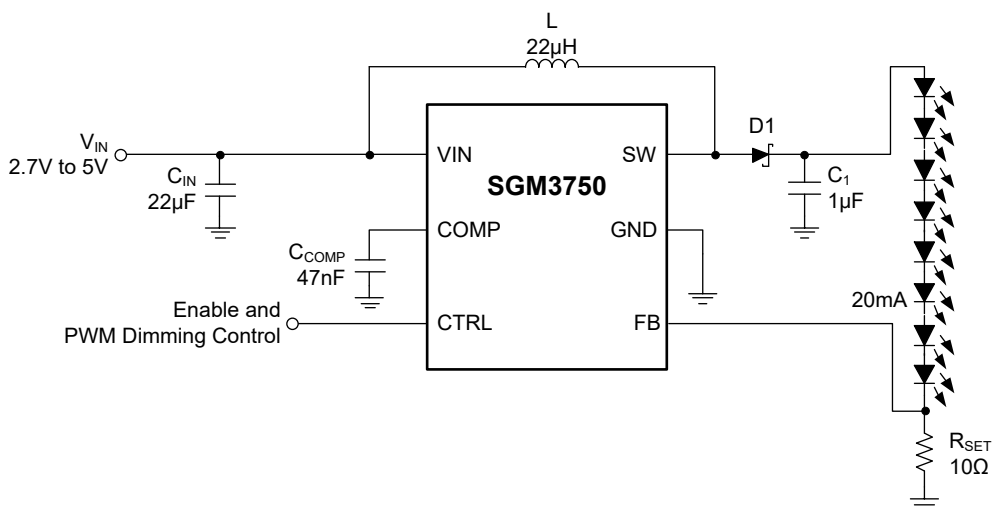 L
22µH
VIN
2.7V to 5V
CIN
22µF
VIN
SW
SGM3750
D1
C1
1µF
COMP
GND
CCOMP
47nF
Enable and
PWM Dimming Control
CTRL
FB
20mA
RSET
10Ω